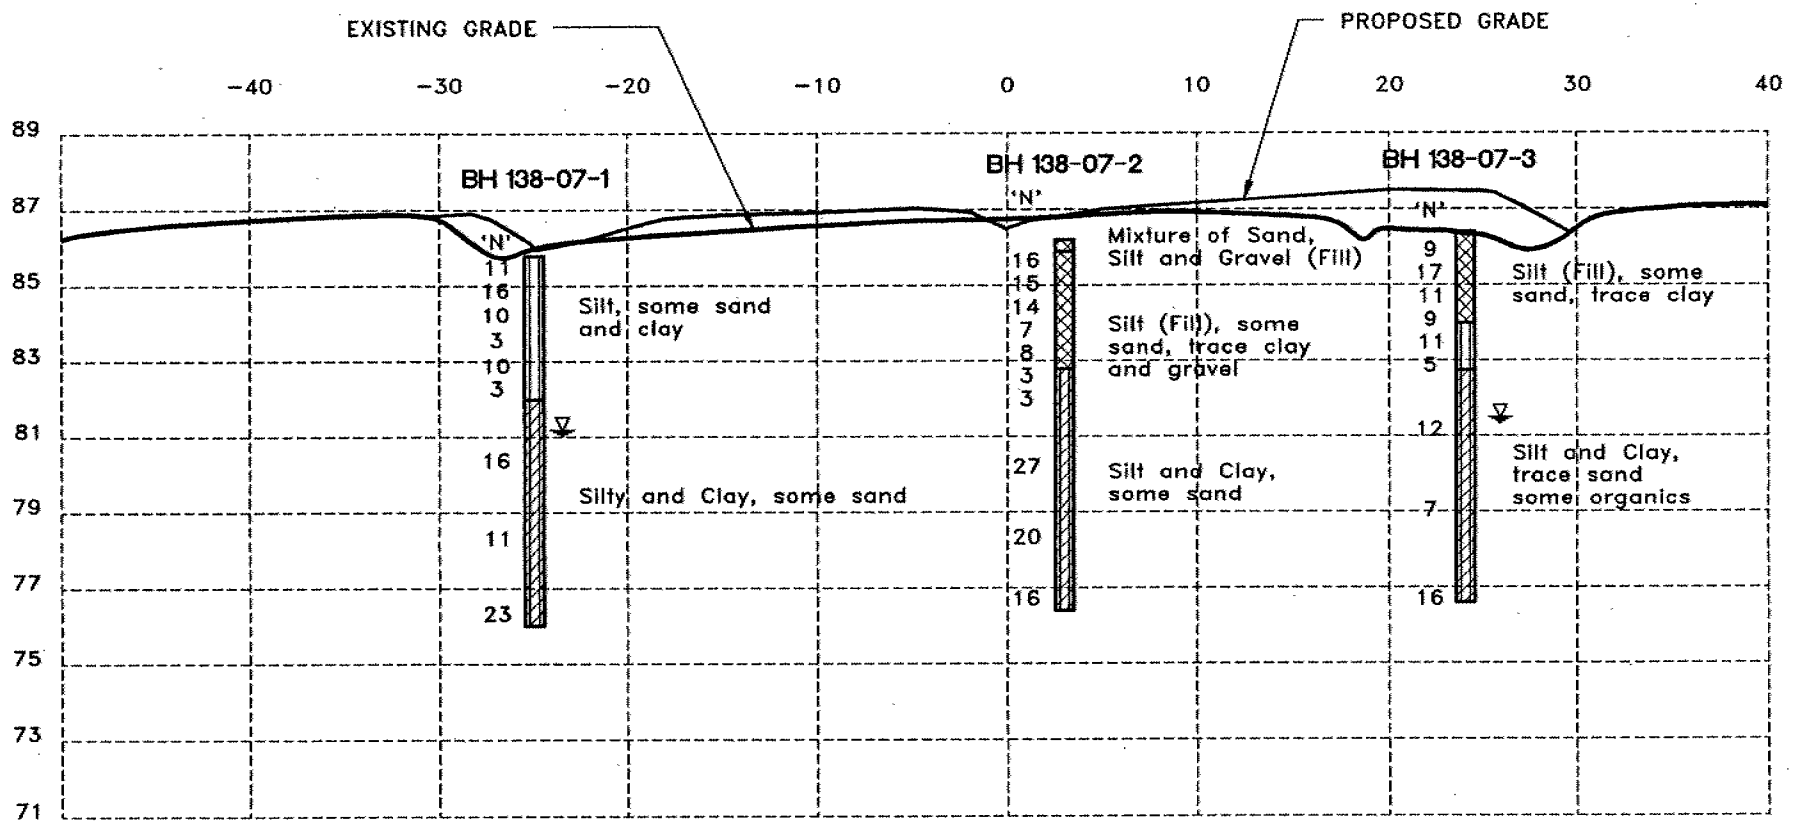 EXISTING GRADE
PROPOSED GRADE
-40 -30 -20 -10 0 10 20 30 40
89
87
85
83
81
79
77
75
73
71
BH 138-07-1
'N'
11
16
10
3
10
3
16
11
23
Silt, some sand
and clay
Silty and Clay, some sand
BH 138-07-2
'N'
16
15
14
7
8
3
3
27
20
16
Mixture of Sand,
Silt and Gravel (Fill)
Silt (Fill), some
sand, trace clay
and gravel
Silt and Clay,
some sand
BH 138-07-3
'N'
9
17
11
9
11
5
12
7
16
Silt (Fill), some
sand, trace clay
Silt and Clay,
trace sand
some organics